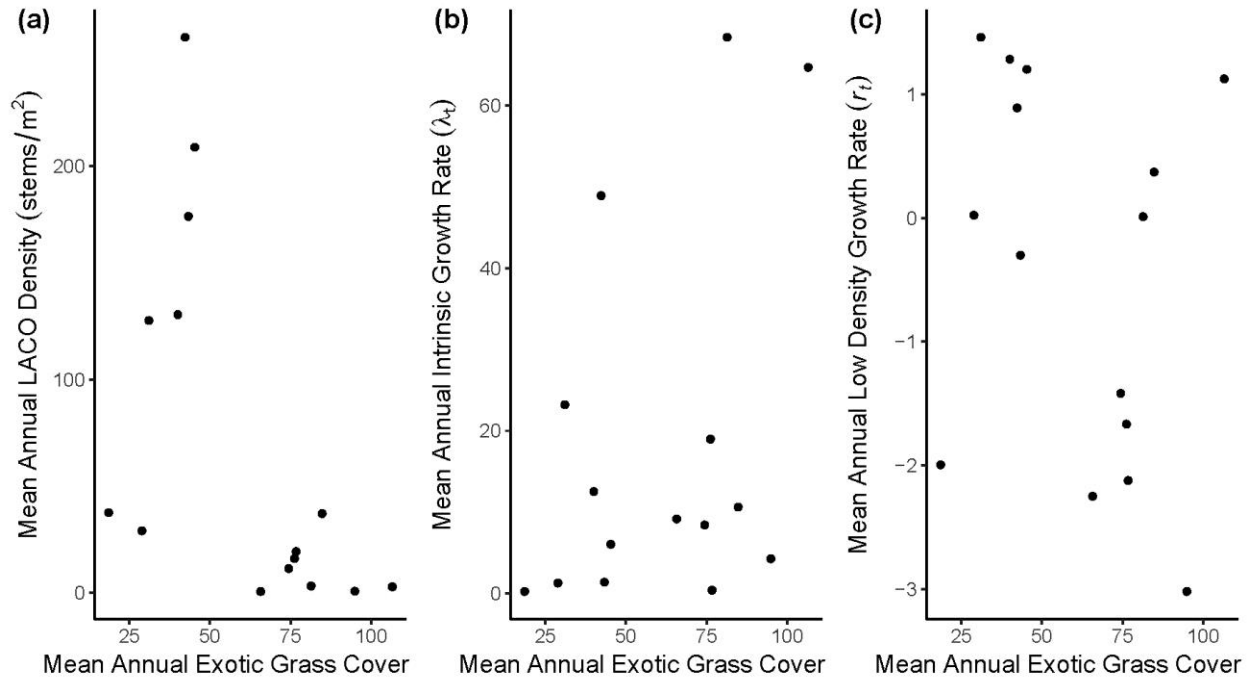 (a)
Mean Annual LACO Density (stems/m²)
200
100
0
25 50 75 100
Mean Annual Exotic Grass Cover
(b)
Mean Annual Intrinsic Growth Rate (λt)
60
40
20
0
25 50 75 100
Mean Annual Exotic Grass Cover
(c)
Mean Annual Low Density Growth Rate (rt)
1
0
−1
−2
−3
25 50 75 100
Mean Annual Exotic Grass Cover